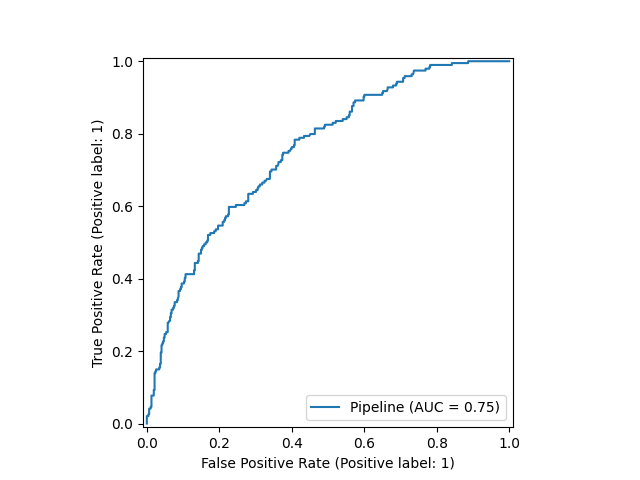 1.0
0.8
0.6
0.4
0.2
0.0
True Positive Rate (Positive label: 1)
Pipeline (AUC = 0.75)
0.0 0.2 0.4 0.6 0.8 1.0
False Positive Rate (Positive label: 1)